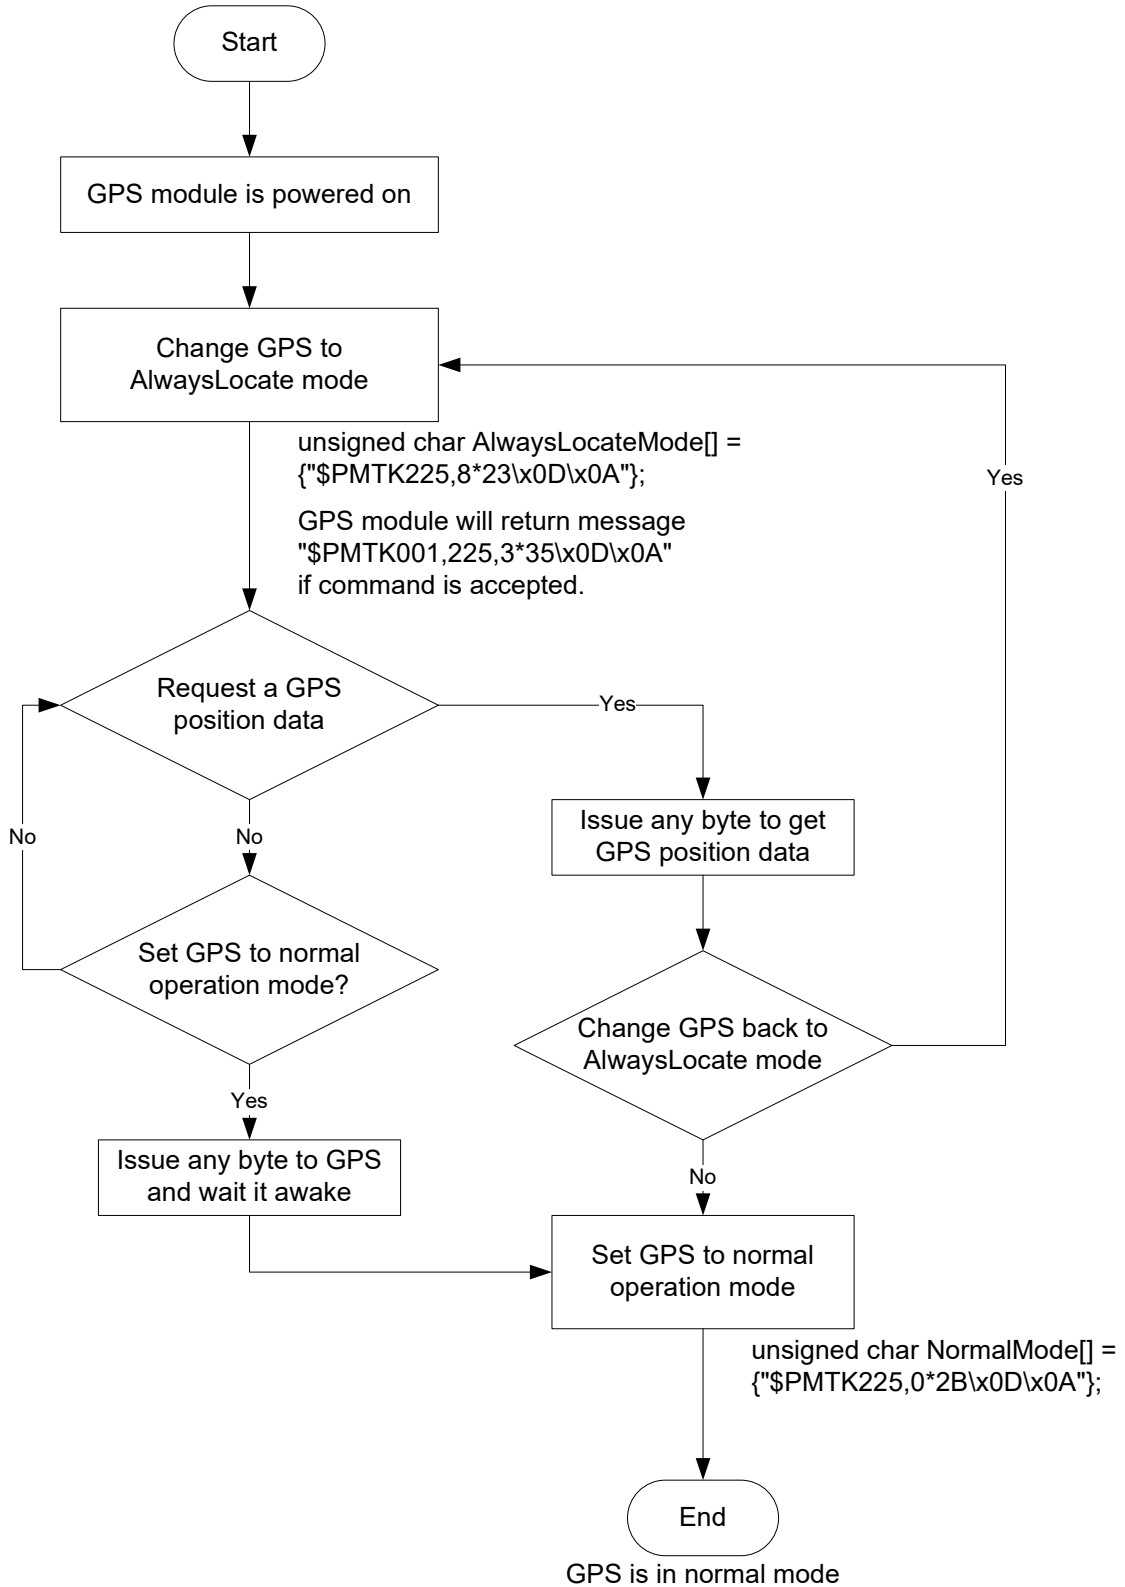 Start
GPS module is powered on
Change GPS to
AlwaysLocate mode
unsigned char AlwaysLocateMode[] =
{"$PMTK225,8*23\x0D\x0A"};
GPS module will return message
"$PMTK001,225,3*35\x0D\x0A"
if command is accepted.
Yes
Request a GPS
position data
Yes
No
No
Issue any byte to get
GPS position data
Set GPS to normal
operation mode?
Change GPS back to
AlwaysLocate mode
Yes
Issue any byte to GPS
and wait it awake
No
Set GPS to normal
operation mode
unsigned char NormalMode[] =
{"$PMTK225,0*2B\x0D\x0A"};
End
GPS is in normal mode